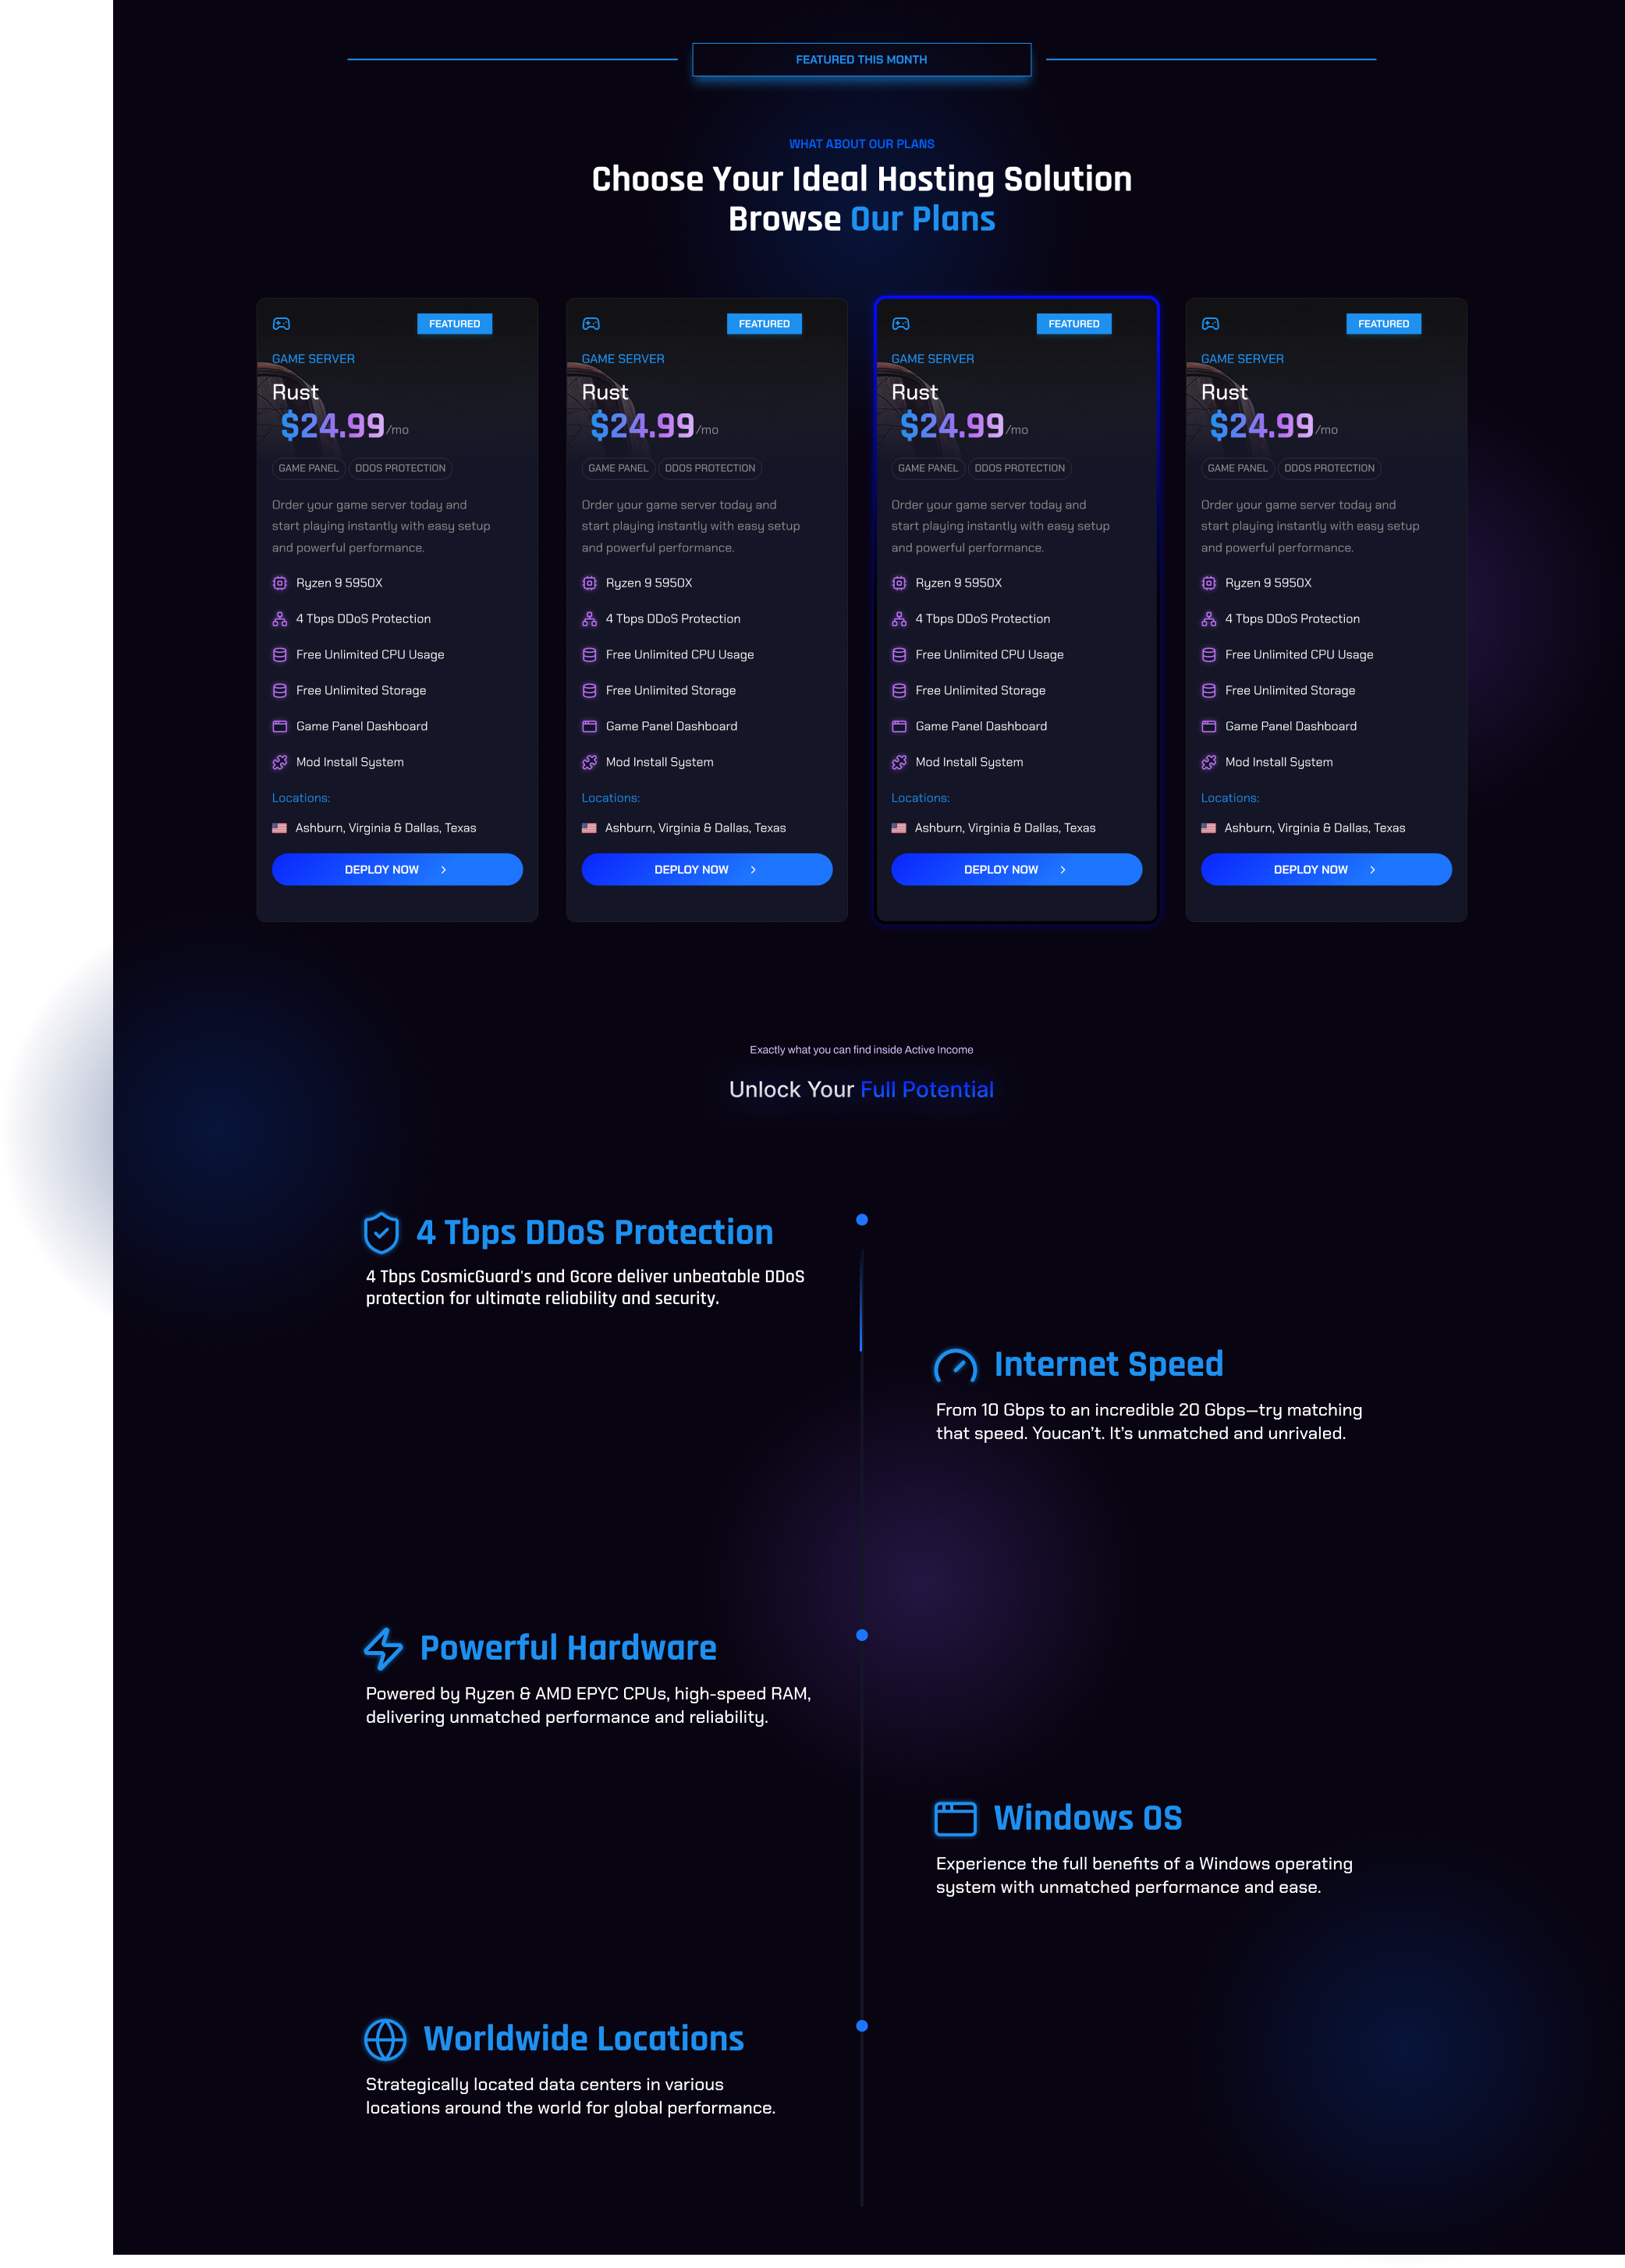 FEATURED THIS MONTH
WHAT ABOUT OUR PLANS
Choose Your Ideal Hosting Solution
Browse Our Plans
FEATURED
GAME SERVER
Rust
$24.99/mo
GAME PANEL DDOS PROTECTION
Order your game server today and
start playing instantly with easy setup
and powerful performance.
Ryzen 9 5950X
4 Tbps DDoS Protection
Free Unlimited CPU Usage
Free Unlimited Storage
Game Panel Dashboard
Mod Install System
Locations:
Ashburn, Virginia & Dallas, Texas
DEPLOY NOW
FEATURED
GAME SERVER
Rust
$24.99/mo
GAME PANEL DDOS PROTECTION
Order your game server today and
start playing instantly with easy setup
and powerful performance.
Ryzen 9 5950X
4 Tbps DDoS Protection
Free Unlimited CPU Usage
Free Unlimited Storage
Game Panel Dashboard
Mod Install System
Locations:
Ashburn, Virginia & Dallas, Texas
DEPLOY NOW
FEATURED
GAME SERVER
Rust
$24.99/mo
GAME PANEL DDOS PROTECTION
Order your game server today and
start playing instantly with easy setup
and powerful performance.
Ryzen 9 5950X
4 Tbps DDoS Protection
Free Unlimited CPU Usage
Free Unlimited Storage
Game Panel Dashboard
Mod Install System
Locations:
Ashburn, Virginia & Dallas, Texas
DEPLOY NOW
FEATURED
GAME SERVER
Rust
$24.99/mo
GAME PANEL DDOS PROTECTION
Order your game server today and
start playing instantly with easy setup
and powerful performance.
Ryzen 9 5950X
4 Tbps DDoS Protection
Free Unlimited CPU Usage
Free Unlimited Storage
Game Panel Dashboard
Mod Install System
Locations:
Ashburn, Virginia & Dallas, Texas
DEPLOY NOW
Exactly what you can find inside Active Income
Unlock Your Full Potential
4 Tbps DDoS Protection
4 Tbps CosmicGuard's and Gcore deliver unbeatable DDoS
protection for ultimate reliability and security.
Internet Speed
From 10 Gbps to an incredible 20 Gbps—try matching
that speed. Youcan't. It's unmatched and unrivaled.
Powerful Hardware
Powered by Ryzen & AMD EPYC CPUs, high-speed RAM,
delivering unmatched performance and reliability.
Windows OS
Experience the full benefits of a Windows operating
system with unmatched performance and ease.
Worldwide Locations
Strategically located data centers in various
locations around the world for global performance.